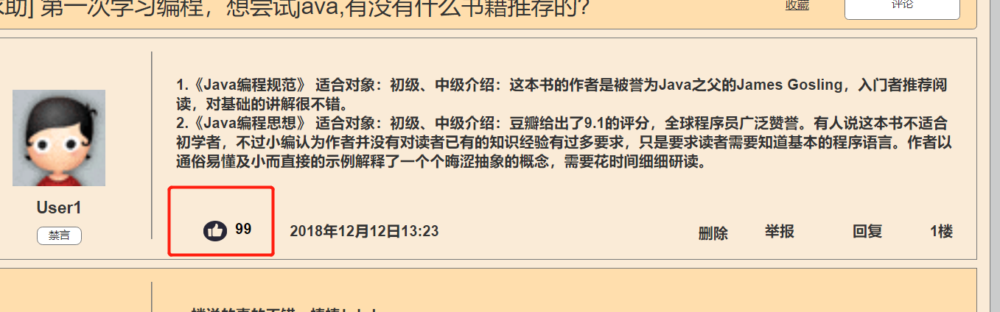 求助] 第一次学习编程，想尝试java,有没有什么书籍推荐的?
收藏
评论
1.《Java编程规范》 适合对象：初级、中级介绍：这本书的作者是被誉为Java之父的James Gosling，入门者推荐阅
读，对基础的讲解很不错。
2.《Java编程思想》 适合对象：初级、中级介绍：豆瓣给出了9.1的评分，全球程序员广泛赞誉。有人说这本书不适合
初学者，不过小编认为作者并没有对读者已有的知识经验有过多要求，只是要求读者需要知道基本的程序语言。作者以
通俗易懂及小而直接的示例解释了一个个晦涩抽象的概念，需要花时间细细研读。
User1
禁言
99
2018年12月12日13:23
删除
举报
回复
1楼